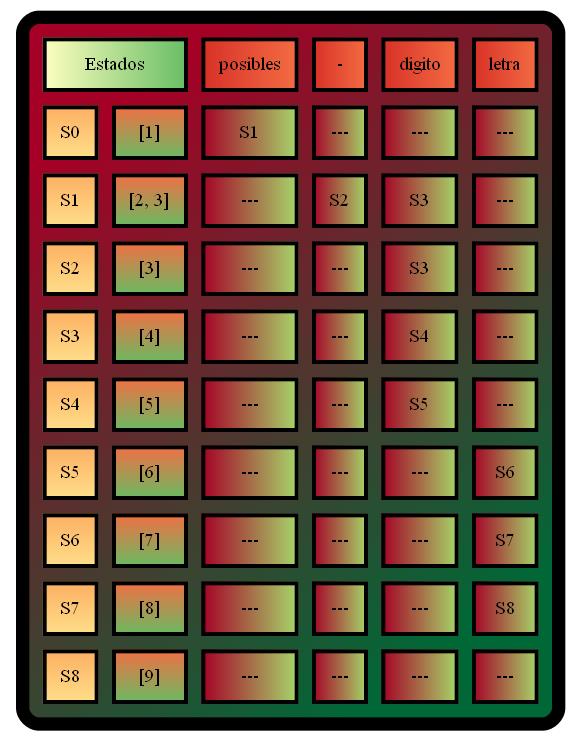 Estados posibles - digito letra
S0 [1] S1 --- --- ---
S1 [2, 3] --- S2 S3 ---
S2 [3] --- --- S3 ---
S3 [4] --- --- S4 ---
S4 [5] --- --- S5 ---
S5 [6] --- --- --- S6
S6 [7] --- --- --- S7
S7 [8] --- --- --- S8
S8 [9] --- --- --- ---